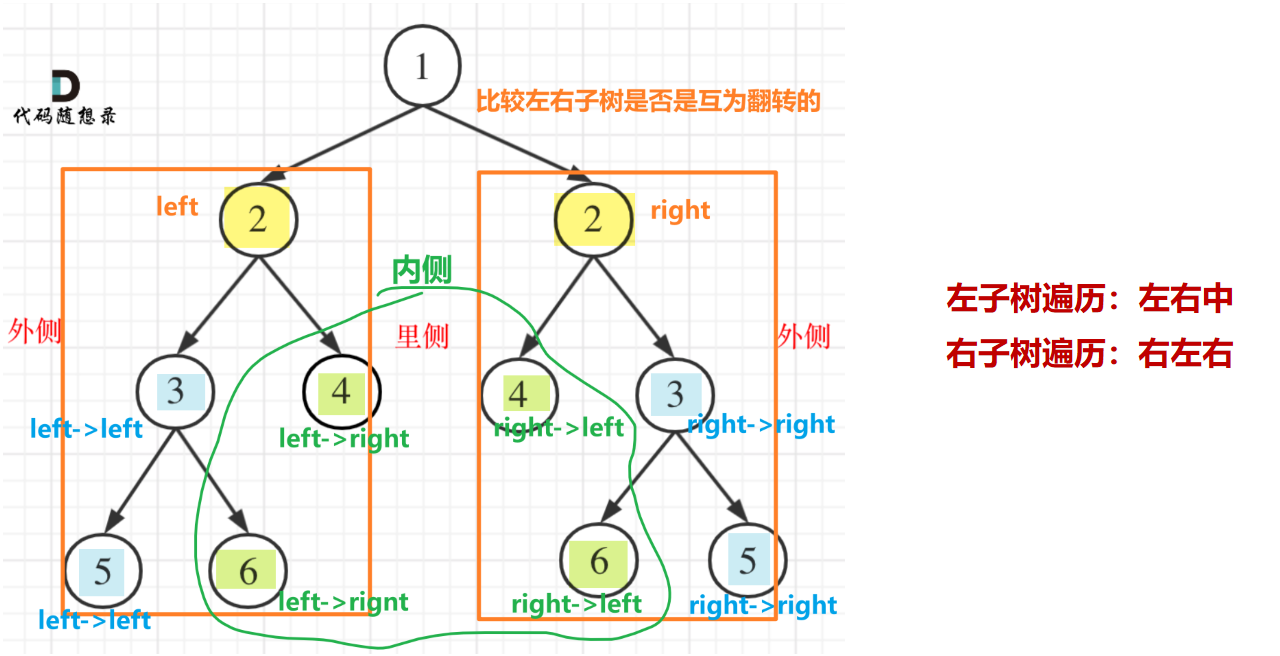 1
代码随想录
比较左右子树是否是互为翻转的
left
2
2
right
内侧
左子树遍历：左右中
外侧
里侧
外侧
右子树遍历：右左右
3
4
4
3
left->left
left->right
right->left
right->right
5
6
6
5
left->left
left->rignt
right->left
right->right